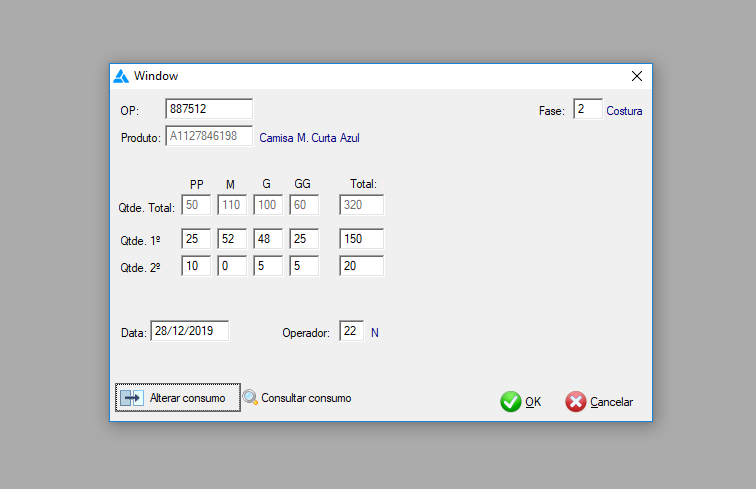 Window
OP: 887512 Fase: 2 Costura
Produto: A1127846198 Camisa M. Curta Azul
PP M G GG Total:
Qtde. Total: 50 110 100 60 320
Qtde. 1º 25 52 48 25 150
Qtde. 2º 10 0 5 5 20
Data: 28/12/2019 Operador: 22 N
Alterar consumo Consultar consumo OK Cancelar